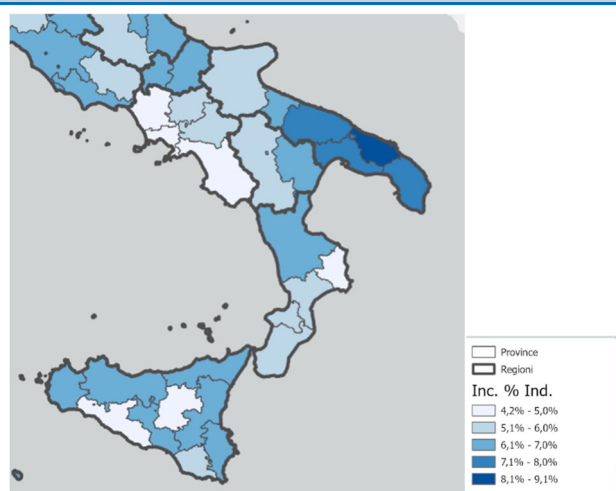 Province
Regioni
Inc. % Ind.
4,2% - 5,0%
5,1% - 6,0%
6,1% - 7,0%
7,1% - 8,0%
8,1% - 9,1%